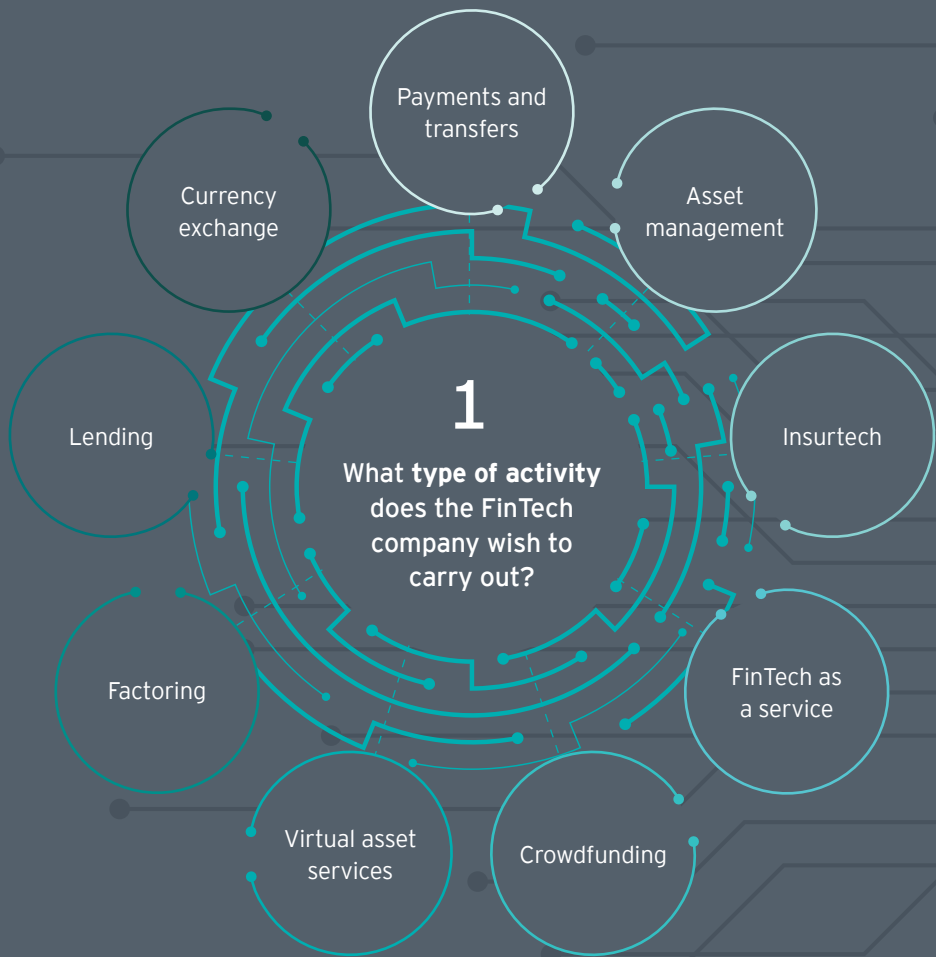 Payments and
transfers
Asset
management
Insurtech
FinTech as
a service
Crowdfunding
Virtual asset
services
Factoring
Lending
Currency
exchange
1
What type of activity
does the FinTech
company wish to
carry out?